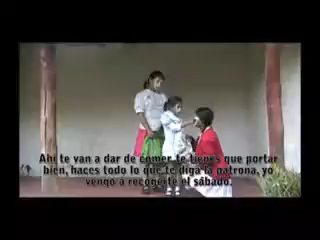 Ahí te van a dar de comer te tienes que portar
bien, haces todo lo que te diga la patrona, yo
vengo a recogerte el sábado.